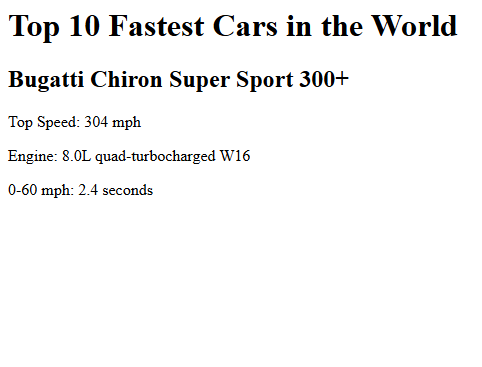 Top 10 Fastest Cars in the World
Bugatti Chiron Super Sport 300+
Top Speed: 304 mph
Engine: 8.0L quad-turbocharged W16
0-60 mph: 2.4 seconds